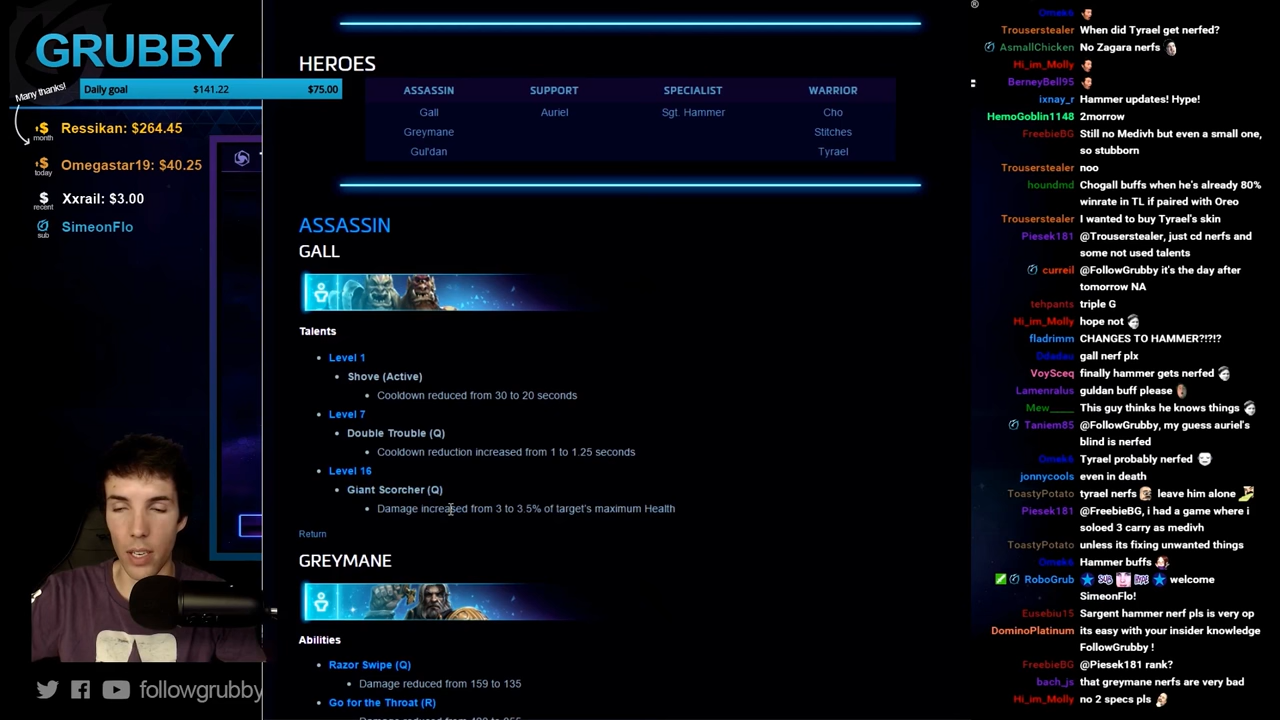 GRUBBY
Many thanks!
Daily goal $141.22 $75.00
month Ressikan: $264.45
today Omegastar19: $40.25
recent Xxrail: $3.00
sub SimeonFlo
followgrubby
HEROES
ASSASSIN SUPPORT SPECIALIST WARRIOR
Gall Auriel Sgt. Hammer Cho
Greymane Stitches
Gul'dan Tyrael
ASSASSIN
GALL
Talents
Level 1
Shove (Active)
Cooldown reduced from 30 to 20 seconds
Level 7
Double Trouble (Q)
Cooldown reduction increased from 1 to 1.25 seconds
Level 16
Giant Scorcher (Q)
Damage increased from 3 to 3.5% of target's maximum Health
Return
GREYMANE
Abilities
Razor Swipe (Q)
Damage reduced from 159 to 135
Go for the Throat (R)
®
Omek6
Trouserstealer When did Tyrael get nerfed?
AsmallChicken No Zagara nerfs
Hi_im_Molly
BerneyBell95
ixnay_r Hammer updates! Hype!
HemoGoblin1148 2morrow
FreebieBG Still no Medivh but even a small one,
so stubborn
Trouserstealer noo
houndmd Chogall buffs when he's already 80%
winrate in TL if paired with Oreo
Trouserstealer I wanted to buy Tyrael's skin
Piesek181 @Trouserstealer, just cd nerfs and
some not used talents
curreil @FollowGrubby it's the day after
tomorrow NA
tehpants triple G
Hi_im_Molly hope not
fladrimm CHANGES TO HAMMER?!?!?
Ddadau gall nerf plx
VoySceq finally hammer gets nerfed
Lamenralus guldan buff please
Mew____ This guy thinks he knows things
Taniem85 @FollowGrubby, my guess auriel's
blind is nerfed
Omek6 Tyrael probably nerfed
jonnycools even in death
ToastyPotato tyrael nerfs leave him alone
Piesek181 @FreebieBG, i had a game where i
soloed 3 carry as medivh
ToastyPotato unless its fixing unwanted things
Omek6 Hammer buffs
RoboGrub SUB HYPE welcome
SimeonFlo!
Eusebiu15 Sargent hammer nerf pls is very op
DominoPlatinum its easy with your insider knowledge
FollowGrubby !
FreebieBG @Piesek181 rank?
bach_js that greymane nerfs are very bad
Hi_im_Molly no 2 specs pls